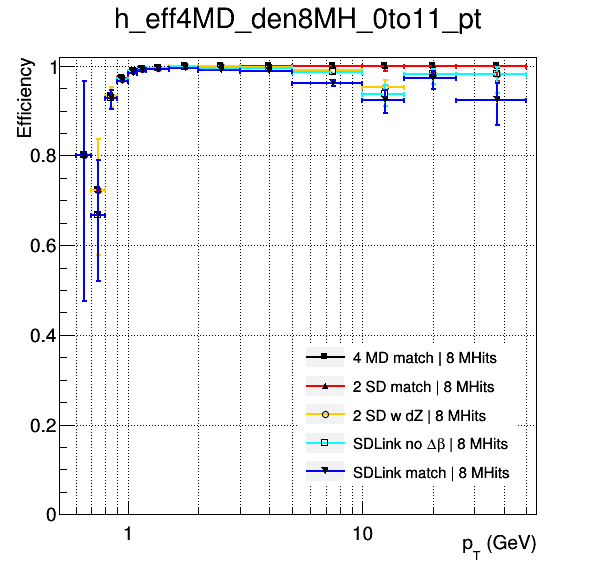 h_eff4MD_den8MH_0to11_pt
Efficiency
1
0.8
0.6
0.4
0.2
0
4 MD match | 8 MHits
2 SD match | 8 MHits
2 SD w dZ | 8 MHits
SDLink no Δβ | 8 MHits
SDLink match | 8 MHits
1
10
p_T (GeV)